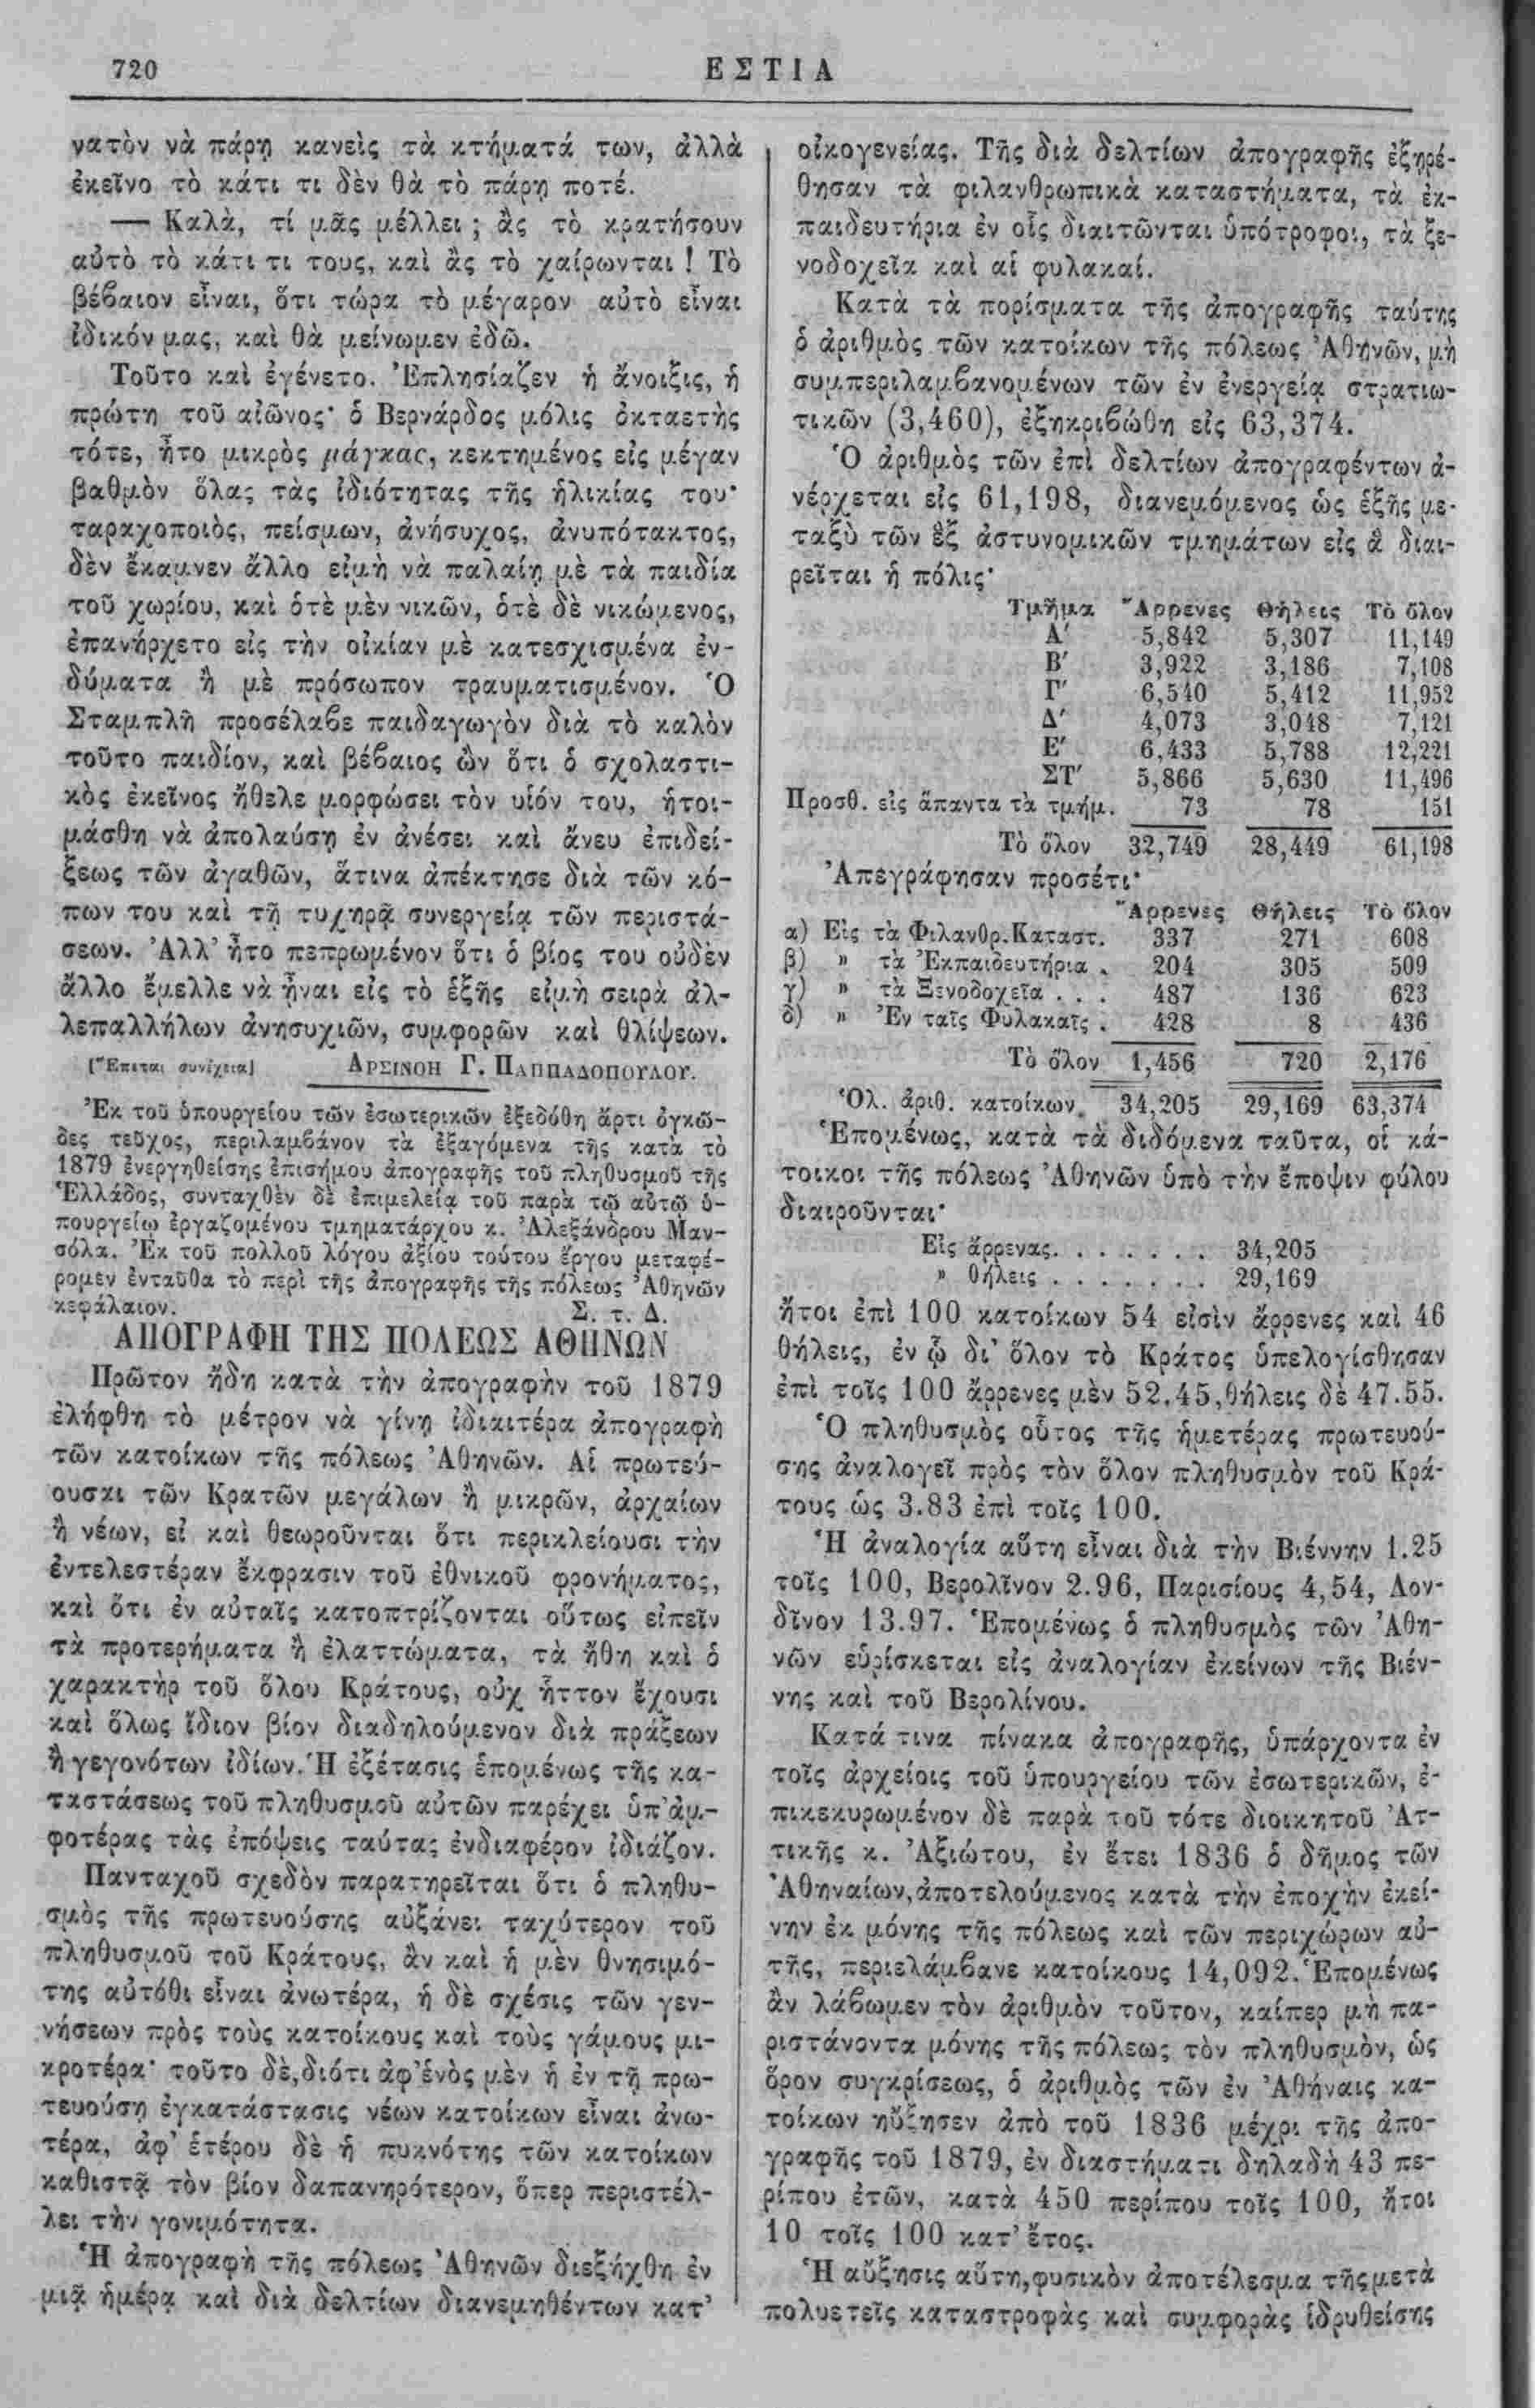 720
ΕΣΤΙΑ
νατὸν νὰ πάρῃ κανεὶς τὰ κτήματά των, ἀλλὰ
ἐκεῖνο τὸ κάτι τι δὲν θὰ τὸ πάρῃ ποτέ.
— Καλὰ, τί μᾶς μέλλει ; ἂς τὸ κρατήσουν
αὐτὸ τὸ κάτι τι τους, καὶ ἂς τὸ χαίρωνται ! Τὸ
βέβαιον εἶναι, ὅτι τώρα τὸ μέγαρον αὐτὸ εἶναι
ἰδικόν μας, καὶ θὰ μείνωμεν ἐδῶ.
Τοῦτο καὶ ἐγένετο. Ἐπλησίαζεν ἡ ἄνοιξις, ἡ
πρώτη τοῦ αἰῶνος· ὁ Βερνάρδος μόλις ὀκταετὴς
τότε, ἦτο μικρὸς μάγκας, κεκτημένος εἰς μέγαν
βαθμὸν ὅλας τὰς ἰδιότητας τῆς ἡλικίας του·
ταραχοποιὸς, πείσμων, ἀνήσυχος, ἀνυπότακτος,
δὲν ἔκαμνεν ἄλλο εἰμὴ νὰ παλαίῃ μὲ τὰ παιδία
τοῦ χωρίου, καὶ ὁτὲ μὲν νικῶν, ὁτὲ δὲ νικώμενος,
ἐπανήρχετο εἰς τὴν οἰκίαν μὲ κατεσχισμένα ἐν-
δύματα ἢ μὲ πρόσωπον τραυματισμένον. Ὁ
Σταμπλῆ προσέλαβε παιδαγωγὸν διὰ τὸ καλὸν
τοῦτο παιδίον, καὶ βέβαιος ὢν ὅτι ὁ σχολαστι-
κὸς ἐκεῖνος ἤθελε μορφώσει τὸν υἱόν του, ἡτοι-
μάσθη νὰ ἀπολαύσῃ ἐν ἀνέσει καὶ ἄνευ ἐπιδεί-
ξεως τῶν ἀγαθῶν, ἅτινα ἀπέκτησε διὰ τῶν κό-
πων του καὶ τῇ τυχηρᾷ συνεργείᾳ τῶν περιστά-
σεων. Ἀλλ' ἦτο πεπρωμένον ὅτι ὁ βίος του οὐδὲν
ἄλλο ἔμελλε νὰ ᾖναι εἰς τὸ ἑξῆς εἰμὴ σειρὰ ἀλ-
λεπαλλήλων ἀνησυχιῶν, συμφορῶν καὶ θλίψεων.
[Ἕπεται συνέχεια] ΑΡΣΙΝΟΗ Γ. ΠΑΠΠΑΔΟΠΟΥΛΟΥ.
Ἐκ τοῦ ὑπουργείου τῶν ἐσωτερικῶν ἐξεδόθη ἄρτι ὀγκῶ-
δες τεῦχος, περιλαμβάνον τὰ ἐξαγόμενα τῆς κατὰ τὸ
1879 ἐνεργηθείσης ἐπισήμου ἀπογραφῆς τοῦ πληθυσμοῦ τῆς
Ἑλλάδος, συνταχθὲν δὲ ἐπιμελείᾳ τοῦ παρὰ τῷ αὐτῷ ὑ-
πουργείῳ ἐργαζομένου τμηματάρχου κ. Ἀλεξάνδρου Μαν-
σόλα. Ἐκ τοῦ πολλοῦ λόγου ἀξίου τούτου ἔργου μεταφέ-
ρομεν ἐνταῦθα τὸ περὶ τῆς ἀπογραφῆς τῆς πόλεως Ἀθηνῶν
κεφάλαιον. Σ. τ. Δ.
ΑΠΟΓΡΑΦΗ ΤΗΣ ΠΟΛΕΩΣ ΑΘΗΝΩΝ
Πρῶτον ἤδη κατὰ τὴν ἀπογραφὴν τοῦ 1879
ἐλήφθη τὸ μέτρον νὰ γίνῃ ἰδιαιτέρα ἀπογραφὴ
τῶν κατοίκων τῆς πόλεως Ἀθηνῶν. Αἱ πρωτεύ-
ουσαι τῶν Κρατῶν μεγάλων ἢ μικρῶν, ἀρχαίων
ἢ νέων, εἰ καὶ θεωροῦνται ὅτι περικλείουσι τὴν
ἐντελεστέραν ἔκφρασιν τοῦ ἐθνικοῦ φρονήματος,
καὶ ὅτι ἐν αὐταῖς κατοπτρίζονται οὕτως εἰπεῖν
τὰ προτερήματα ἢ ἐλαττώματα, τὰ ἤθη καὶ ὁ
χαρακτὴρ τοῦ ὅλου Κράτους, οὐχ ἧττον ἔχουσι
καὶ ὅλως ἴδιον βίον διαδηλούμενον διὰ πράξεων
ἢ γεγονότων ἰδίων. Ἡ ἐξέτασις ἑπομένως τῆς κα-
ταστάσεως τοῦ πληθυσμοῦ αὐτῶν παρέχει ὑπ' ἀμ-
φοτέρας τὰς ἐπόψεις ταύτας ἐνδιαφέρον ἰδιάζον.
Πανταχοῦ σχεδὸν παρατηρεῖται ὅτι ὁ πληθυ-
σμὸς τῆς πρωτευούσης αὐξάνει ταχύτερον τοῦ
πληθυσμοῦ τοῦ Κράτους, ἂν καὶ ἡ μὲν θνησιμό-
της αὐτόθι εἶναι ἀνωτέρα, ἡ δὲ σχέσις τῶν γεν-
νήσεων πρὸς τοὺς κατοίκους καὶ τοὺς γάμους μι-
κροτέρα· τοῦτο δὲ, διότι ἀφ' ἑνὸς μὲν ἡ ἐν τῇ πρω-
τευούσῃ ἐγκατάστασις νέων κατοίκων εἶναι ἀνω-
τέρα, ἀφ' ἑτέρου δὲ ἡ πυκνότης τῶν κατοίκων
καθιστᾷ τὸν βίον δαπανηρότερον, ὅπερ περιστέλ-
λει τὴν γονιμότητα.
Ἡ ἀπογραφὴ τῆς πόλεως Ἀθηνῶν διεξήχθη ἐν
μιᾷ ἡμέρᾳ καὶ διὰ δελτίων διανεμηθέντων κατ'
οἰκογενείας. Τῆς διὰ δελτίων ἀπογραφῆς ἐξῃρέ-
θησαν τὰ φιλανθρωπικὰ καταστήματα, τὰ ἐκ-
παιδευτήρια ἐν οἷς διαιτῶνται ὑπότροφοι, τὰ ξε-
νοδοχεῖα καὶ αἱ φυλακαί.
Κατὰ τὰ πορίσματα τῆς ἀπογραφῆς ταύτης
ὁ ἀριθμὸς τῶν κατοίκων τῆς πόλεως Ἀθηνῶν, μὴ
συμπεριλαμβανομένων τῶν ἐν ἐνεργείᾳ στρατιω-
τικῶν (3,460), ἐξηκριβώθη εἰς 63,374.
Ὁ ἀριθμὸς τῶν ἐπὶ δελτίων ἀπογραφέντων ἀ-
νέρχεται εἰς 61,198, διανεμόμενος ὡς ἑξῆς με-
ταξὺ τῶν ἓξ ἀστυνομικῶν τμημάτων εἰς ἃ διαι-
ρεῖται ἡ πόλις·
Τμῆμα Ἄρρενες Θήλεις Τὸ ὅλον
Α' 5,842 5,307 11,149
Β' 3,922 3,186 7,108
Γ' 6,540 5,412 11,952
Δ' 4,073 3,048 7,121
Ε' 6,433 5,788 12,221
ΣΤ' 5,866 5,630 11,496
Προσθ. εἰς ἅπαντα τὰ τμήμ. 73 78 151
Τὸ ὅλον 32,749 28,449 61,198
Ἀπεγράφησαν προσέτι·
Ἄρρενες Θήλεις Τὸ ὅλον
α) Εἰς τὰ Φιλανθρ. Καταστ. 337 271 608
β) » τὰ Ἐκπαιδευτήρια . 204 305 509
γ) » τὰ Ξενοδοχεῖα . . . 487 136 623
δ) » Ἐν ταῖς Φυλακαῖς . 428 8 436
Τὸ ὅλον 1,456 720 2,176
Ὁλ. ἀριθ. κατοίκων. 34,205 29,169 63,374
Ἑπομένως, κατὰ τὰ διδόμενα ταῦτα, οἱ κά-
τοικοι τῆς πόλεως Ἀθηνῶν ὑπὸ τὴν ἔποψιν φύλου
διαιροῦνται·
Εἰς ἄρρενας. . . . . . . . 34,205
» θήλεις . . . . . . . . 29,169
ἤτοι ἐπὶ 100 κατοίκων 54 εἰσὶν ἄρρενες καὶ 46
θήλεις, ἐν ᾧ δι' ὅλον τὸ Κράτος ὑπελογίσθησαν
ἐπὶ τοῖς 100 ἄρρενες μὲν 52.45, θήλεις δὲ 47.55.
Ὁ πληθυσμὸς οὗτος τῆς ἡμετέρας πρωτευού-
σης ἀναλογεῖ πρὸς τὸν ὅλον πληθυσμὸν τοῦ Κρά-
τους ὡς 3.83 ἐπὶ τοῖς 100.
Ἡ ἀναλογία αὕτη εἶναι διὰ τὴν Βιέννην 1.25
τοῖς 100, Βερολῖνον 2.96, Παρισίους 4,54, Λον-
δῖνον 13.97. Ἑπομένως ὁ πληθυσμὸς τῶν Ἀθη-
νῶν εὑρίσκεται εἰς ἀναλογίαν ἐκείνων τῆς Βιέν-
νης καὶ τοῦ Βερολίνου.
Κατά τινα πίνακα ἀπογραφῆς, ὑπάρχοντα ἐν
τοῖς ἀρχείοις τοῦ ὑπουργείου τῶν ἐσωτερικῶν, ἐ-
πικεκυρωμένον δὲ παρὰ τοῦ τότε διοικητοῦ Ἀτ-
τικῆς κ. Ἀξιώτου, ἐν ἔτει 1836 ὁ δῆμος τῶν
Ἀθηναίων, ἀποτελούμενος κατὰ τὴν ἐποχὴν ἐκεί-
νην ἐκ μόνης τῆς πόλεως καὶ τῶν περιχώρων αὐ-
τῆς, περιελάμβανε κατοίκους 14,092. Ἑπομένως
ἂν λάβωμεν τὸν ἀριθμὸν τοῦτον, καίπερ μὴ πα-
ριστάνοντα μόνης τῆς πόλεως τὸν πληθυσμὸν, ὡς
ὅρον συγκρίσεως, ὁ ἀριθμὸς τῶν ἐν Ἀθήναις κα-
τοίκων ηὔξησεν ἀπὸ τοῦ 1836 μέχρι τῆς ἀπο-
γραφῆς τοῦ 1879, ἐν διαστήματι δηλαδὴ 43 πε-
ρίπου ἐτῶν, κατὰ 450 περίπου τοῖς 100, ἤτοι
10 τοῖς 100 κατ' ἔτος.
Ἡ αὔξησις αὕτη, φυσικὸν ἀποτέλεσμα τῆς μετὰ
πολυετεῖς καταστροφὰς καὶ συμφορὰς ἱδρυθείσης